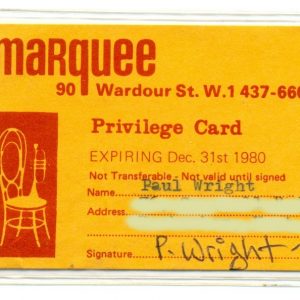 marquee
90 Wardour St. W.1 437-660
Privilege Card
EXPIRING Dec. 31st 1980
Not Transferable - Not valid until signed
Name Paul Wright
Address
Signature P. Wright